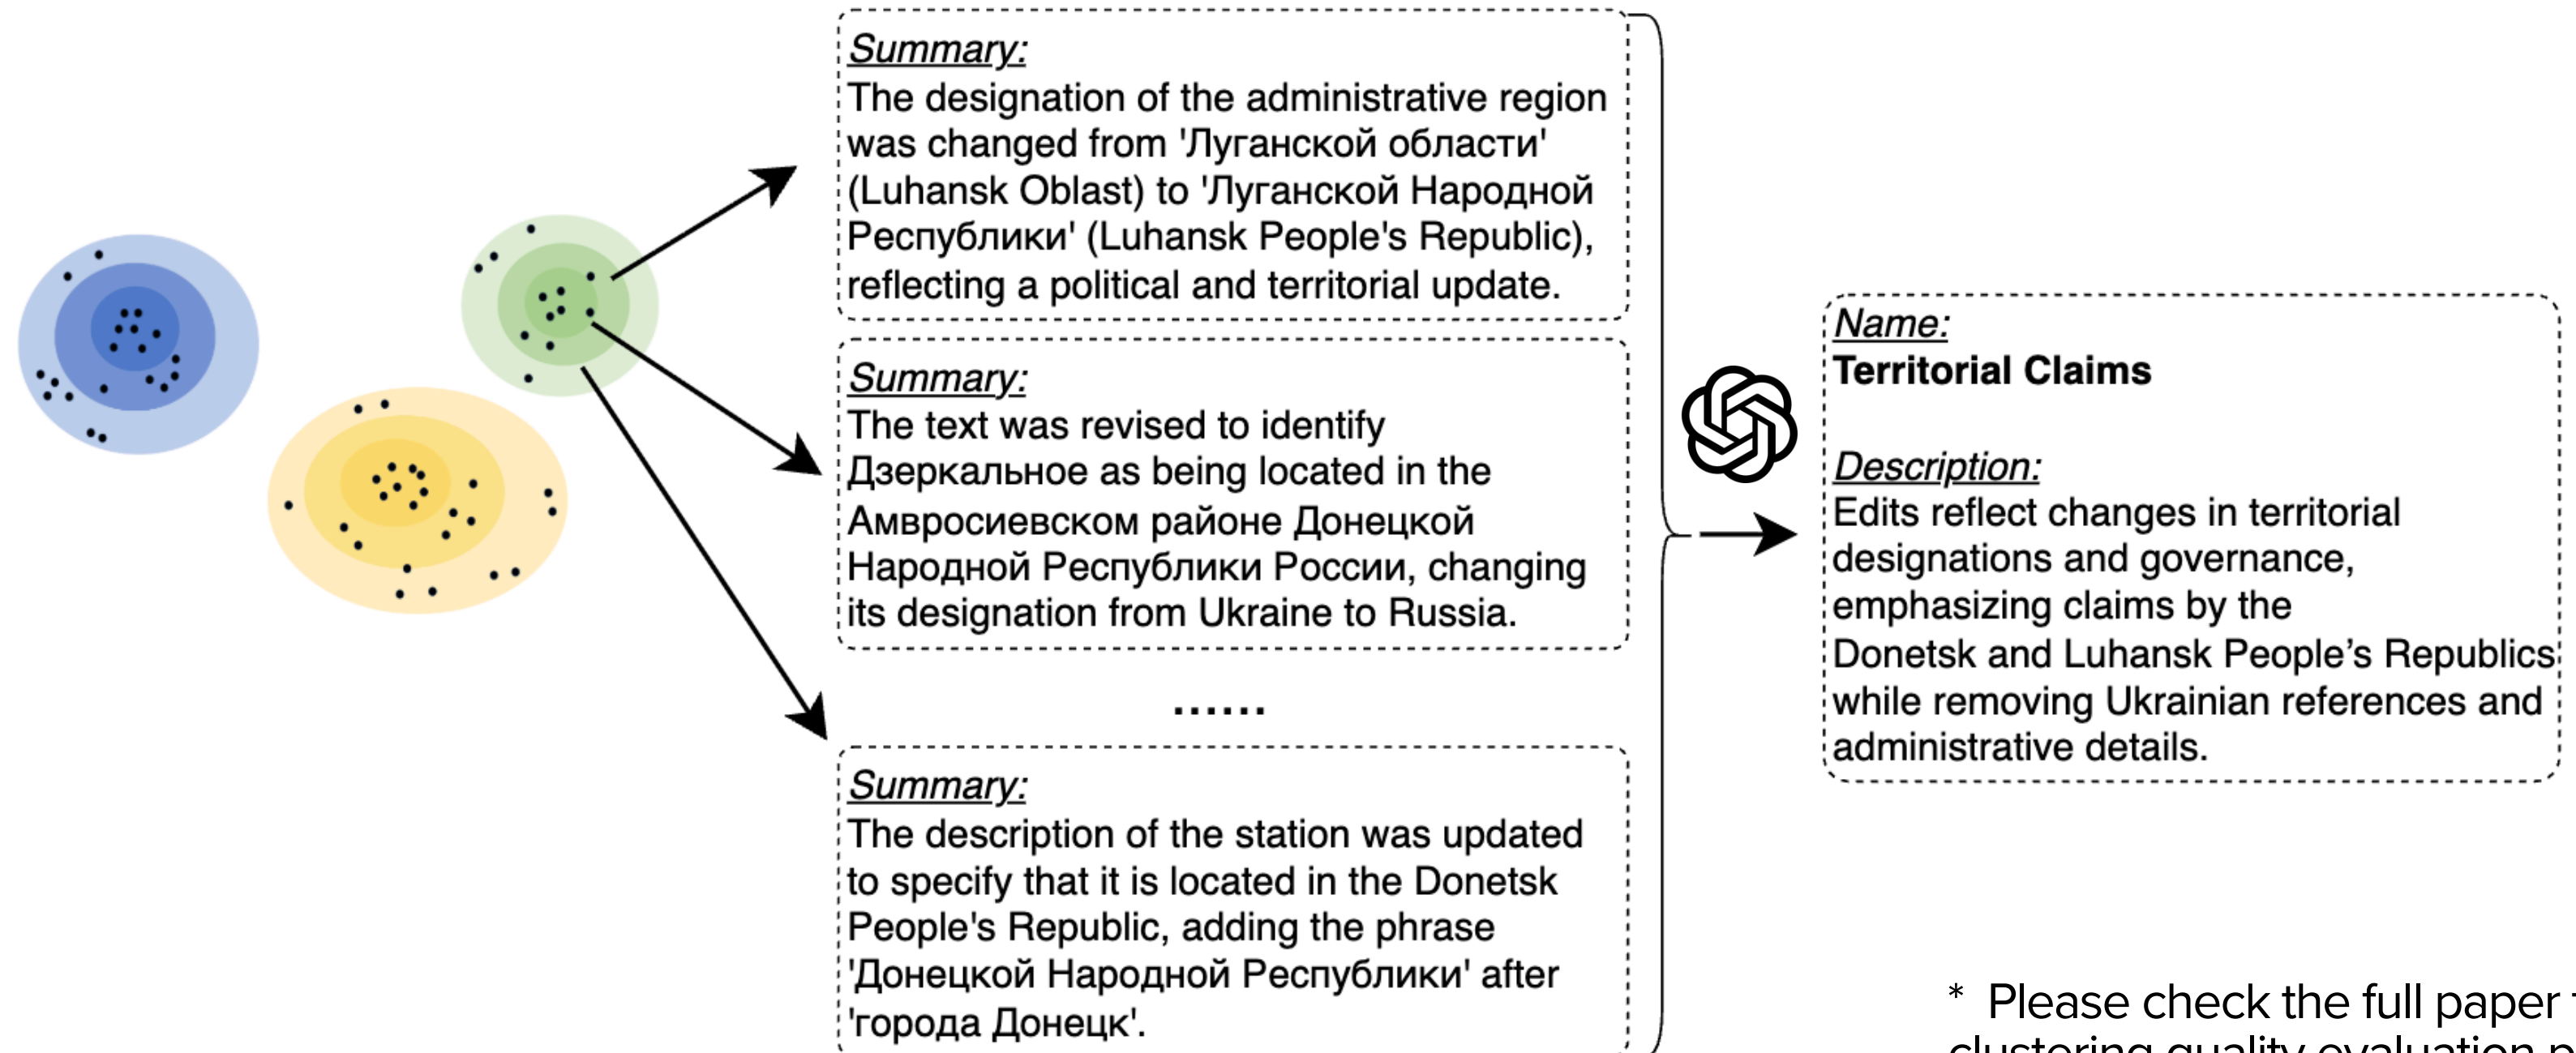 Summary:
The designation of the administrative region
was changed from 'Луганской области'
(Luhansk Oblast) to 'Луганской Народной
Республики' (Luhansk People's Republic),
reflecting a political and territorial update.
Summary:
The text was revised to identify
Дзеркальное as being located in the
Амвросиевском районе Донецкой
Народной Республики России, changing
its designation from Ukraine to Russia.
......
Summary:
The description of the station was updated
to specify that it is located in the Donetsk
People's Republic, adding the phrase
'Донецкой Народной Республики' after
'города Донецк'.
Name:
Territorial Claims
Description:
Edits reflect changes in territorial
designations and governance,
emphasizing claims by the
Donetsk and Luhansk People’s Republics
while removing Ukrainian references and
administrative details.
* Please check the full paper
clustering quality evaluation